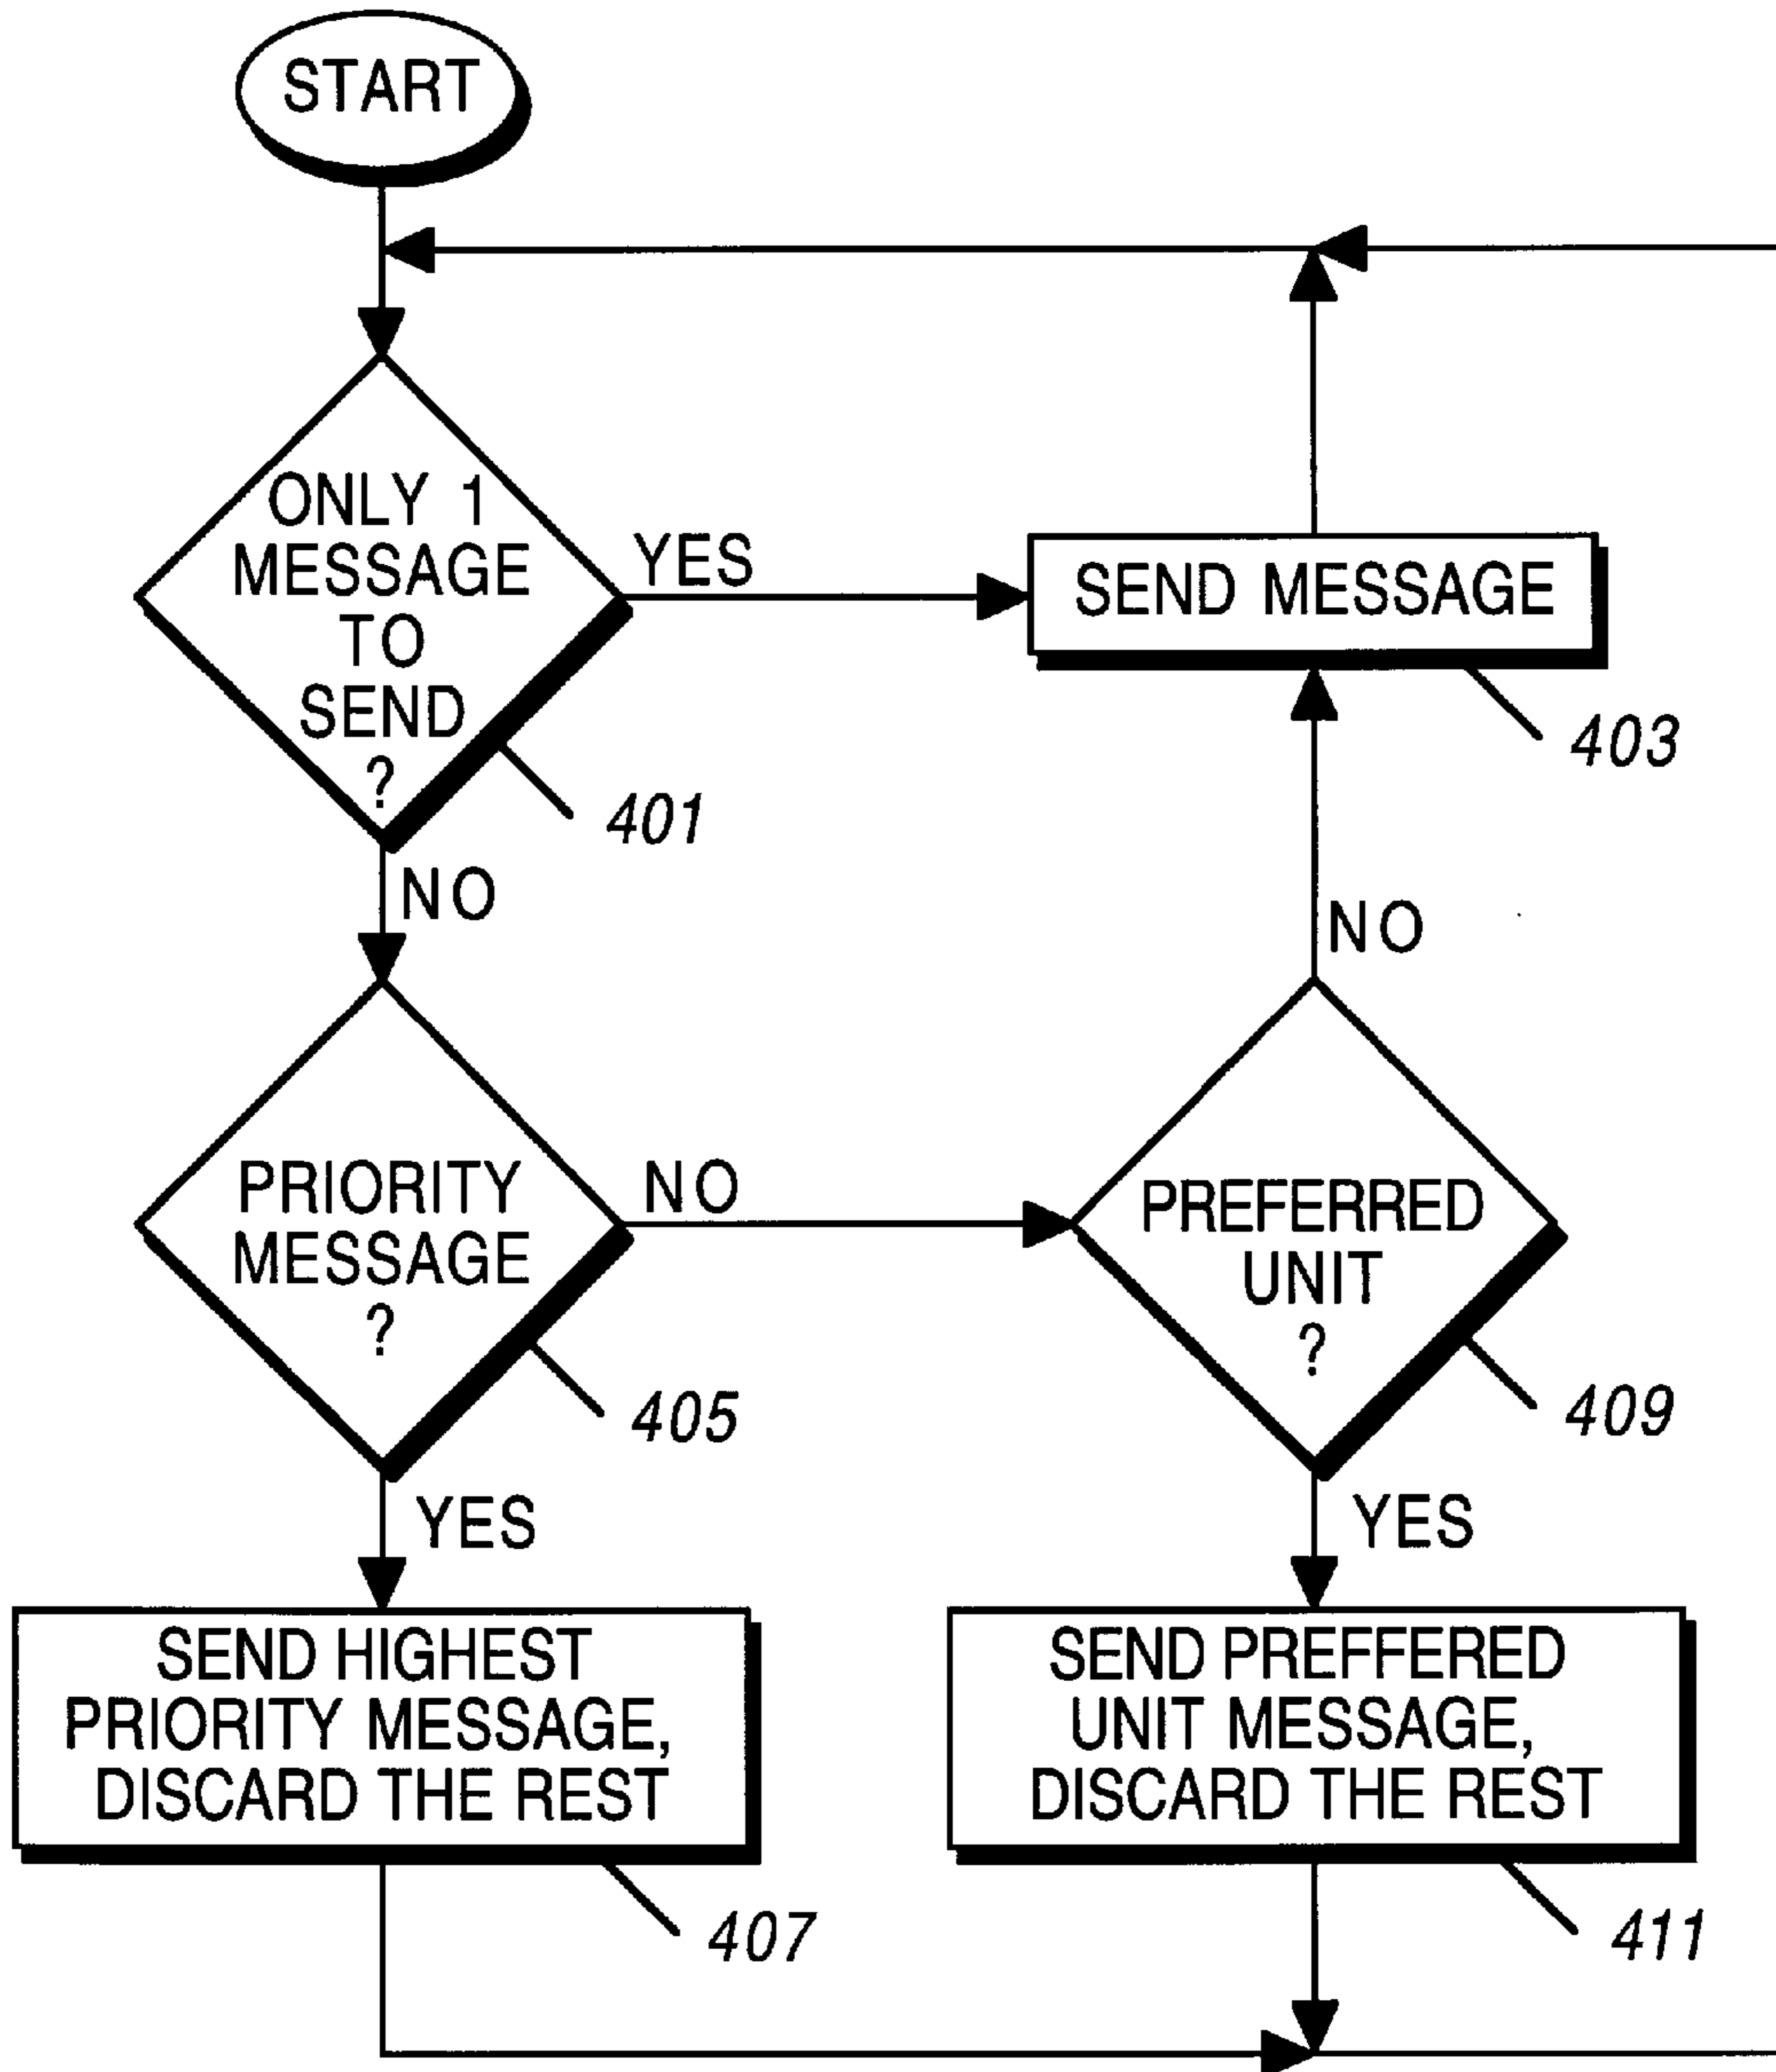 START
ONLY 1
MESSAGE
TO
SEND
?
401
YES
SEND MESSAGE
403
NO
PRIORITY
MESSAGE
?
405
NO
PREFERRED
UNIT
?
409
NO
YES
SEND HIGHEST
PRIORITY MESSAGE,
DISCARD THE REST
407
YES
SEND PREFFERED
UNIT MESSAGE,
DISCARD THE REST
411